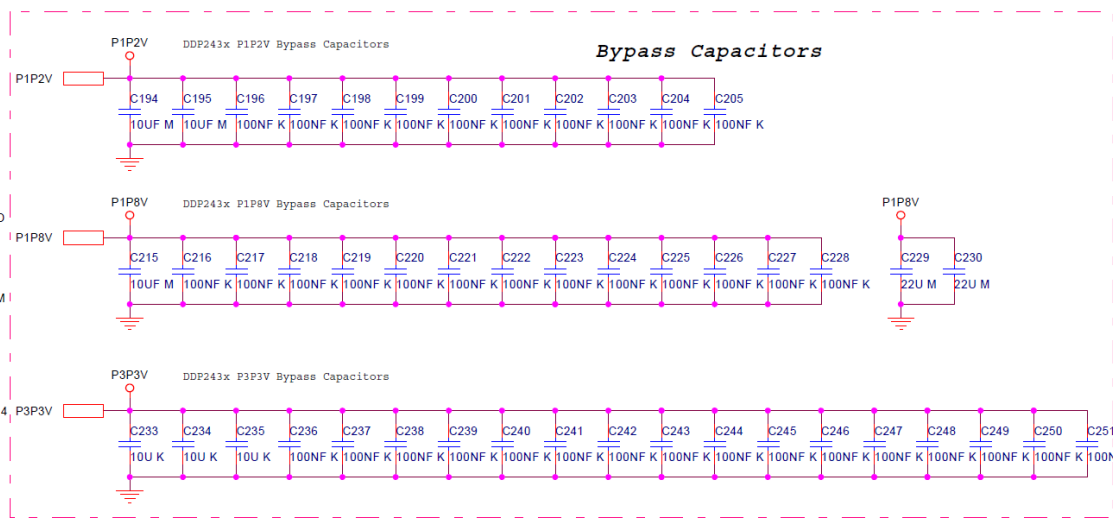 P1P2V DDP243x P1P2V Bypass Capacitors Bypass Capacitors
P1P2V
C194 C195 C196 C197 C198 C199 C200 C201 C202 C203 C204 C205
10UF M 10UF M 100NF K 100NF K 100NF K 100NF K 100NF K 100NF K 100NF K 100NF K 100NF K 100NF K
P1P8V DDP243x P1P8V Bypass Capacitors P1P8V
P1P8V
C215 C216 C217 C218 C219 C220 C221 C222 C223 C224 C225 C226 C227 C228 C229 C230
10UF M 100NF K 100NF K 100NF K 100NF K 100NF K 100NF K 100NF K 100NF K 100NF K 100NF K 100NF K 100NF K 100NF K 22U M 22U M
M
P3P3V DDP243x P3P3V Bypass Capacitors
4 P3P3V
C233 C234 C235 C236 C237 C238 C239 C240 C241 C242 C243 C244 C245 C246 C247 C248 C249 C250 C251
10U K 10U K 10U K 100NF K 100NF K 100NF K 100NF K 100NF K 100NF K 100NF K 100NF K 100NF K 100NF K 100NF K 100NF K 100NF K 100NF K 100NF K 100N